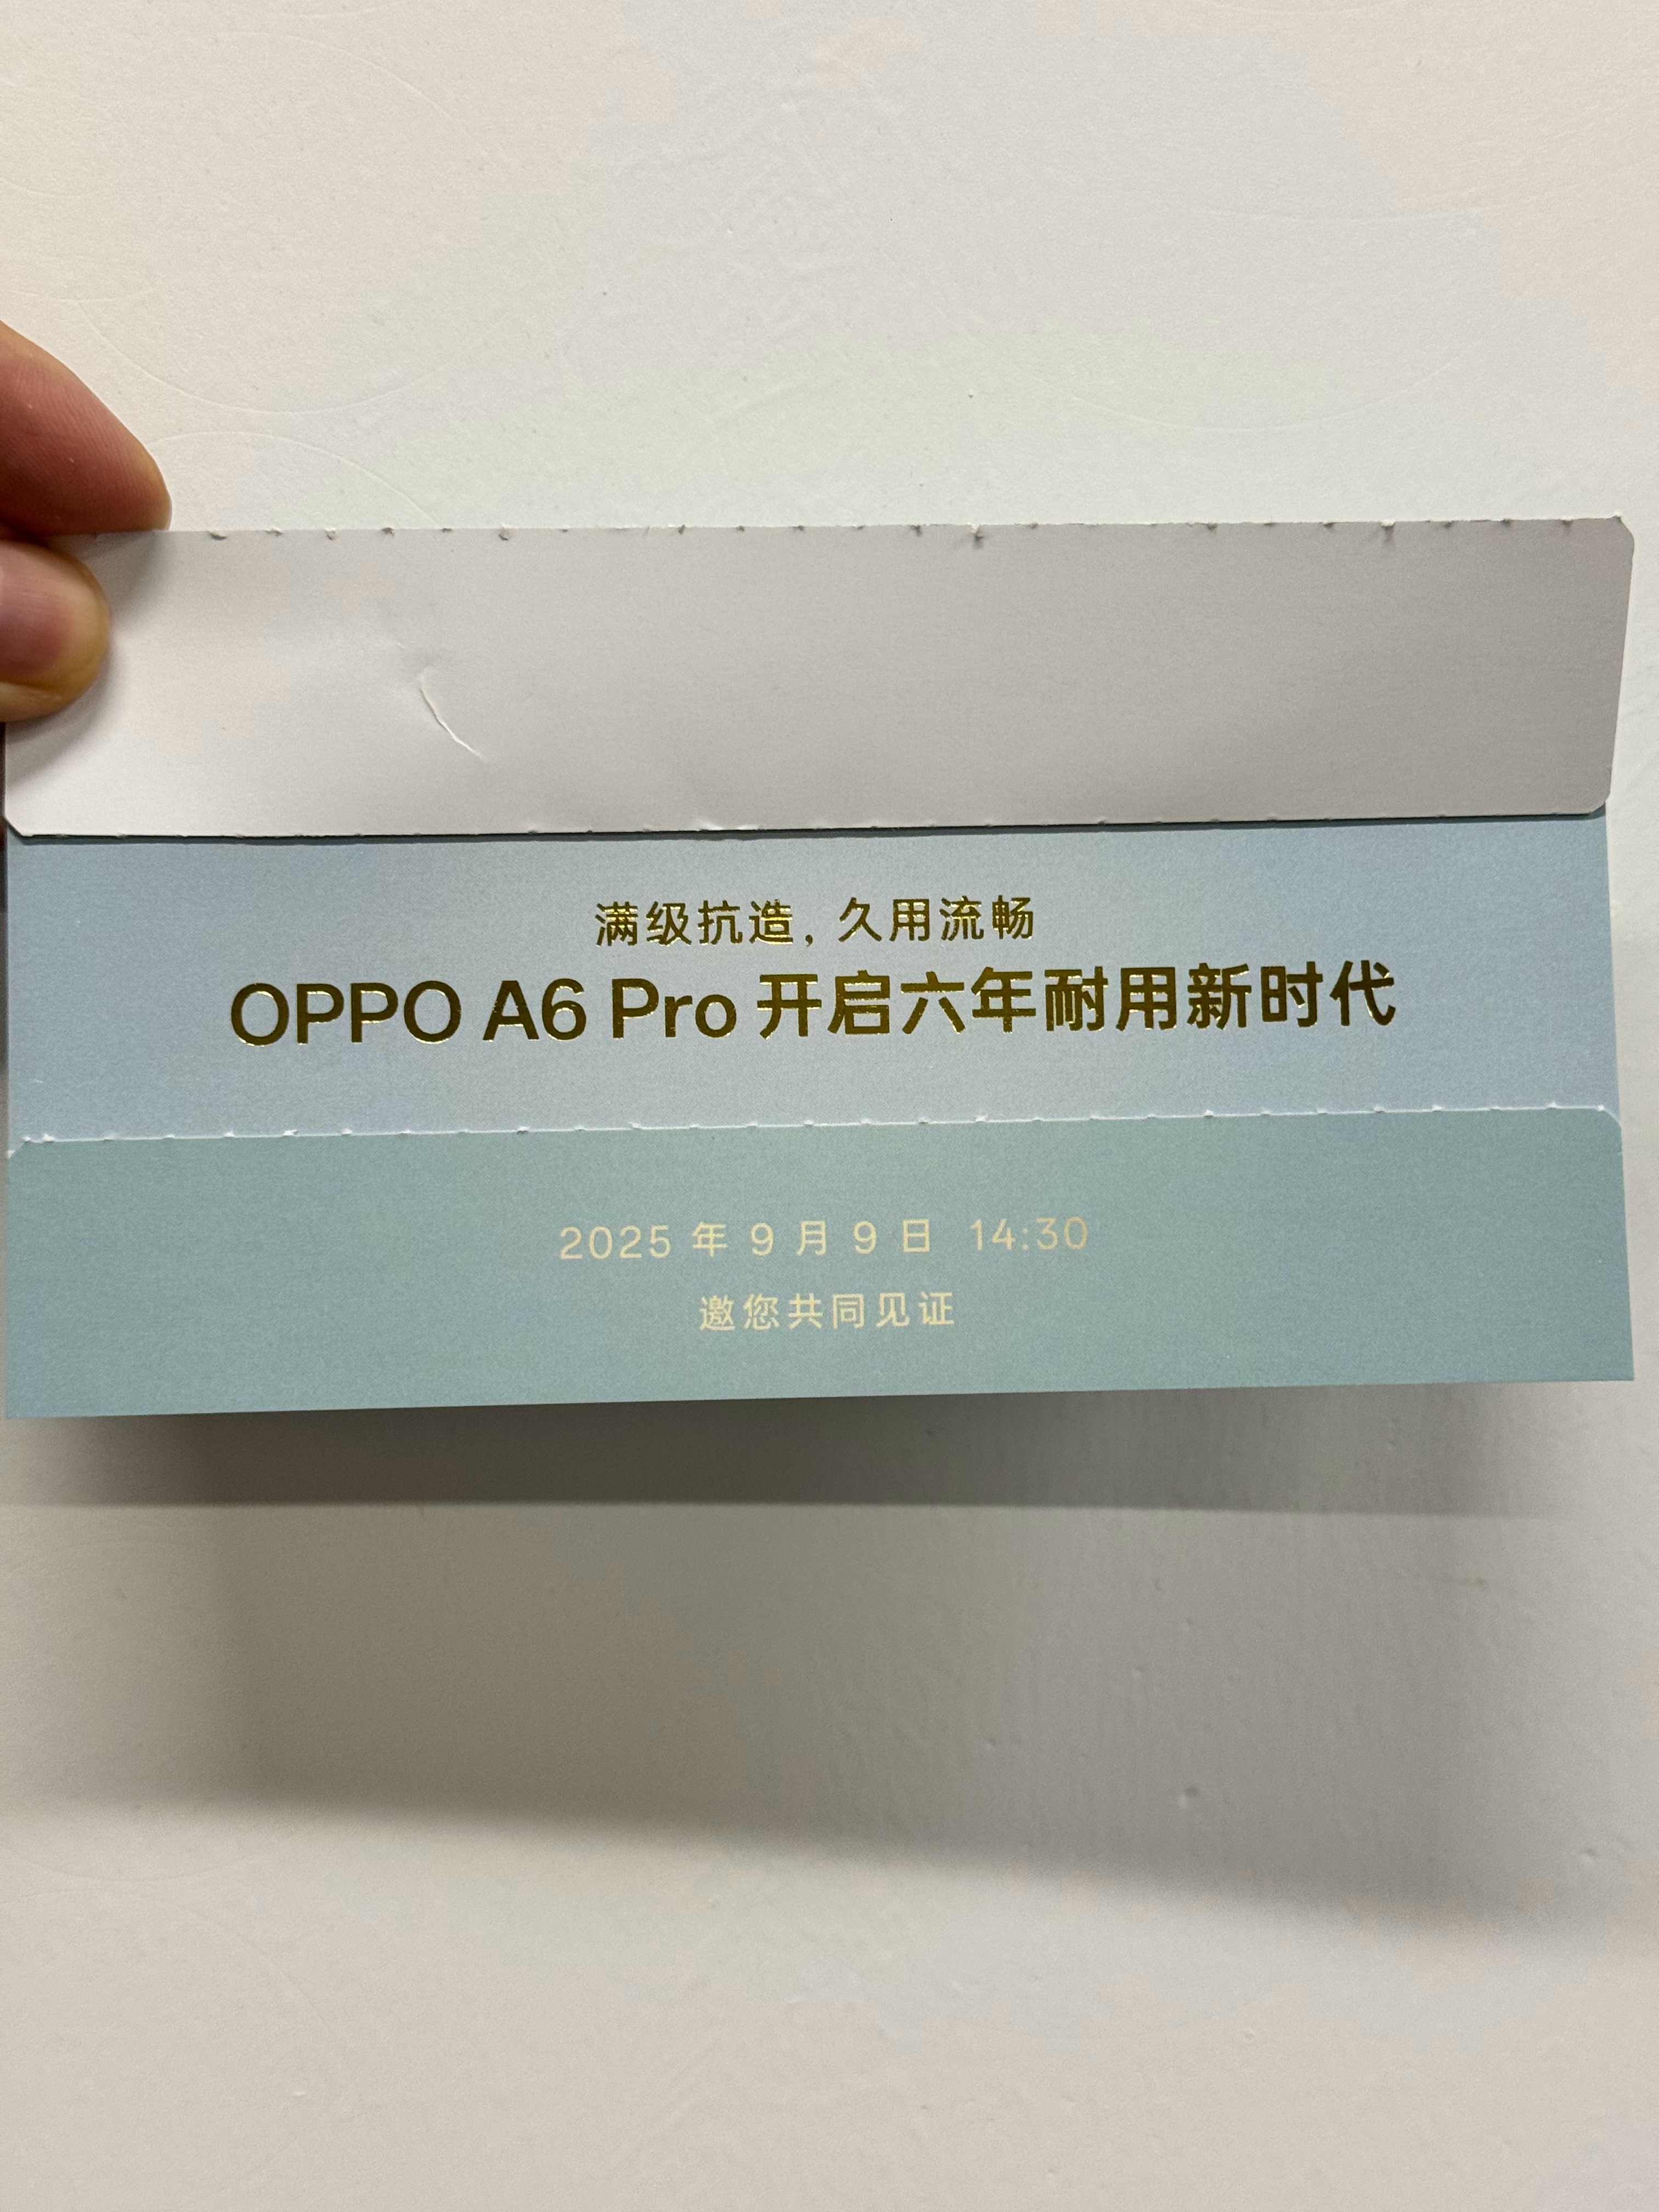 满级抗造，久用流畅
OPPO A6 Pro 开启六年耐用新时代
2025 年 9 月 9 日 14:30
邀您共同见证